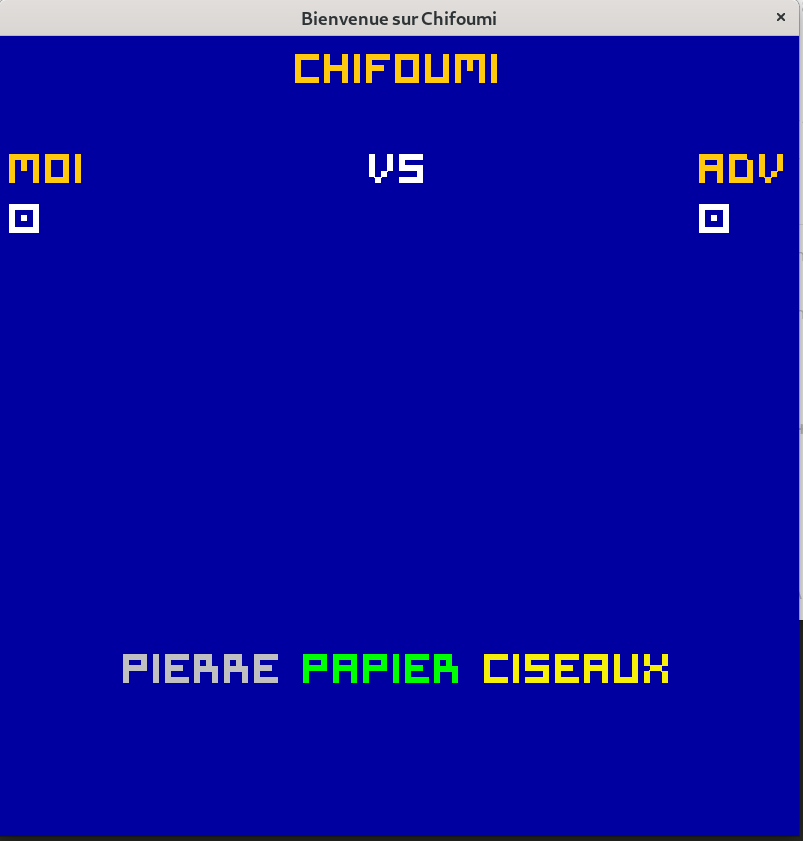 Bienvenue sur Chifoumi
CHIFOUMI
MOI VS ADV
0 0
PIERRE PAPIER CISEAUX